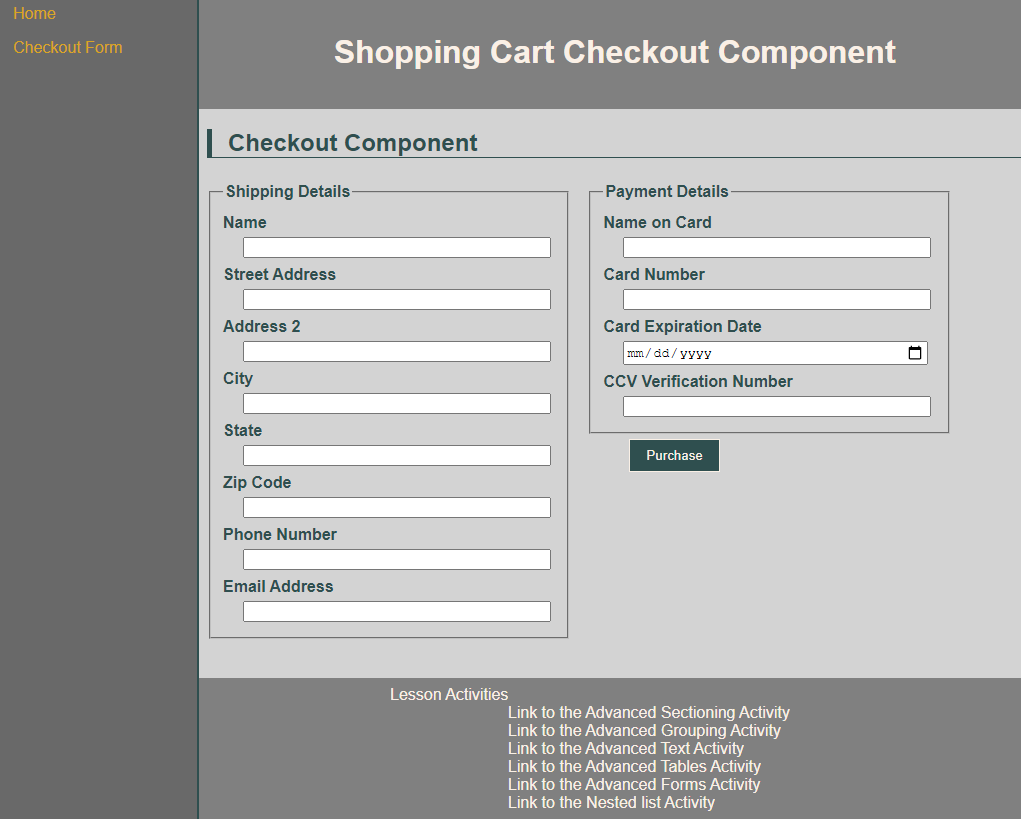 Home
Checkout Form
Shopping Cart Checkout Component
Checkout Component
Shipping Details
Name
Street Address
Address 2
City
State
Zip Code
Phone Number
Email Address
Payment Details
Name on Card
Card Number
Card Expiration Date
mm/dd/yyyy
CCV Verification Number
Purchase
Lesson Activities
Link to the Advanced Sectioning Activity
Link to the Advanced Grouping Activity
Link to the Advanced Text Activity
Link to the Advanced Tables Activity
Link to the Advanced Forms Activity
Link to the Nested list Activity